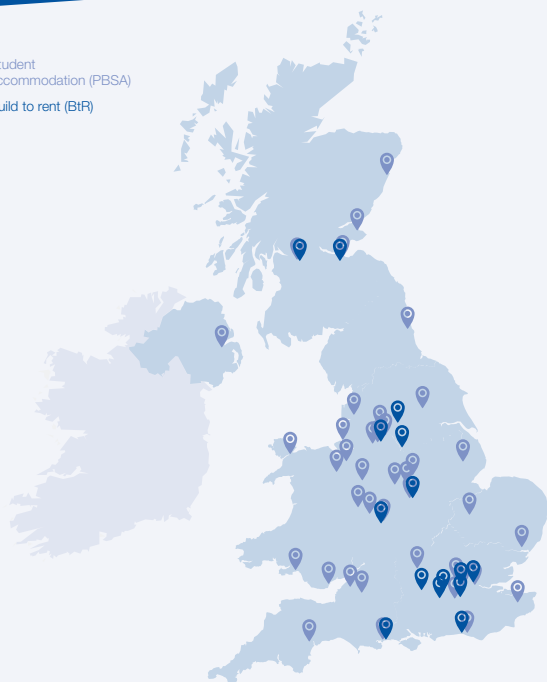 tudent
ccommodation (PBSA)
uild to rent (BtR)